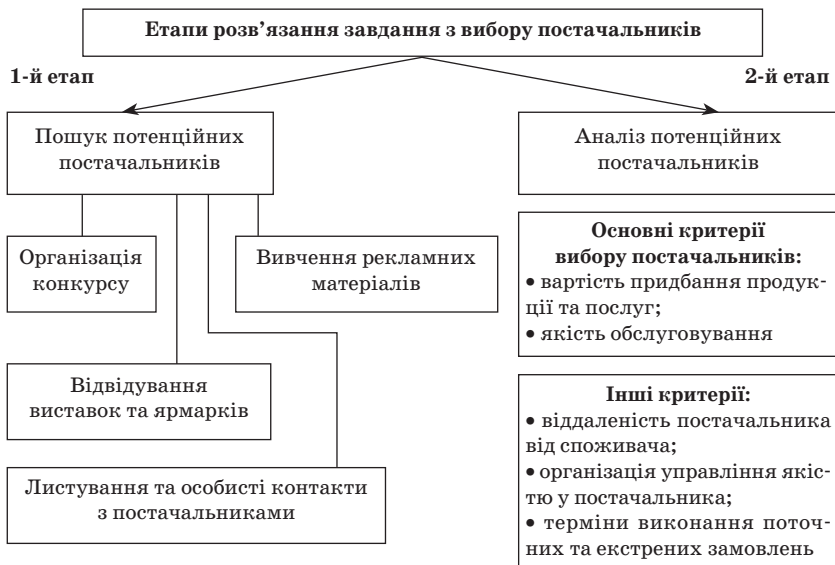 Етапи розв’язання завдання з вибору постачальників
1-й етап
2-й етап
Пошук потенційних
постачальників
Аналіз потенційних
постачальників
Організація
конкурсу
Вивчення рекламних
матеріалів
Відвідування
виставок та ярмарків
Листування та особисті контакти
з постачальниками
Основні критерії
вибору постачальників:
• вартість придбання продук-
ції та послуг;
• якість обслуговування
Інші критерії:
• віддаленість постачальника
від споживача;
• організація управління якіс-
тю у постачальника;
• терміни виконання поточ-
них та екстрених замовлень